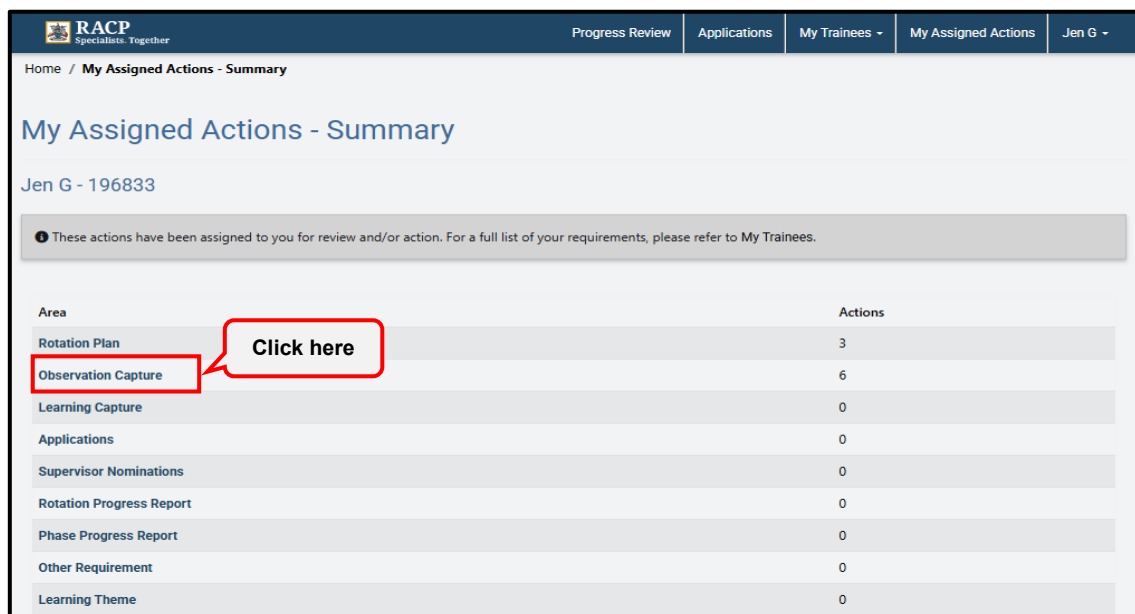 RACP
Specialists. Together
Progress Review Applications My Trainees My Assigned Actions Jen G
Home / My Assigned Actions - Summary
My Assigned Actions - Summary
Jen G - 196833
These actions have been assigned to you for review and/or action. For a full list of your requirements, please refer to My Trainees.
Area Actions
Rotation Plan 3
Click here
Observation Capture 6
Learning Capture 0
Applications 0
Supervisor Nominations 0
Rotation Progress Report 0
Phase Progress Report 0
Other Requirement 0
Learning Theme 0